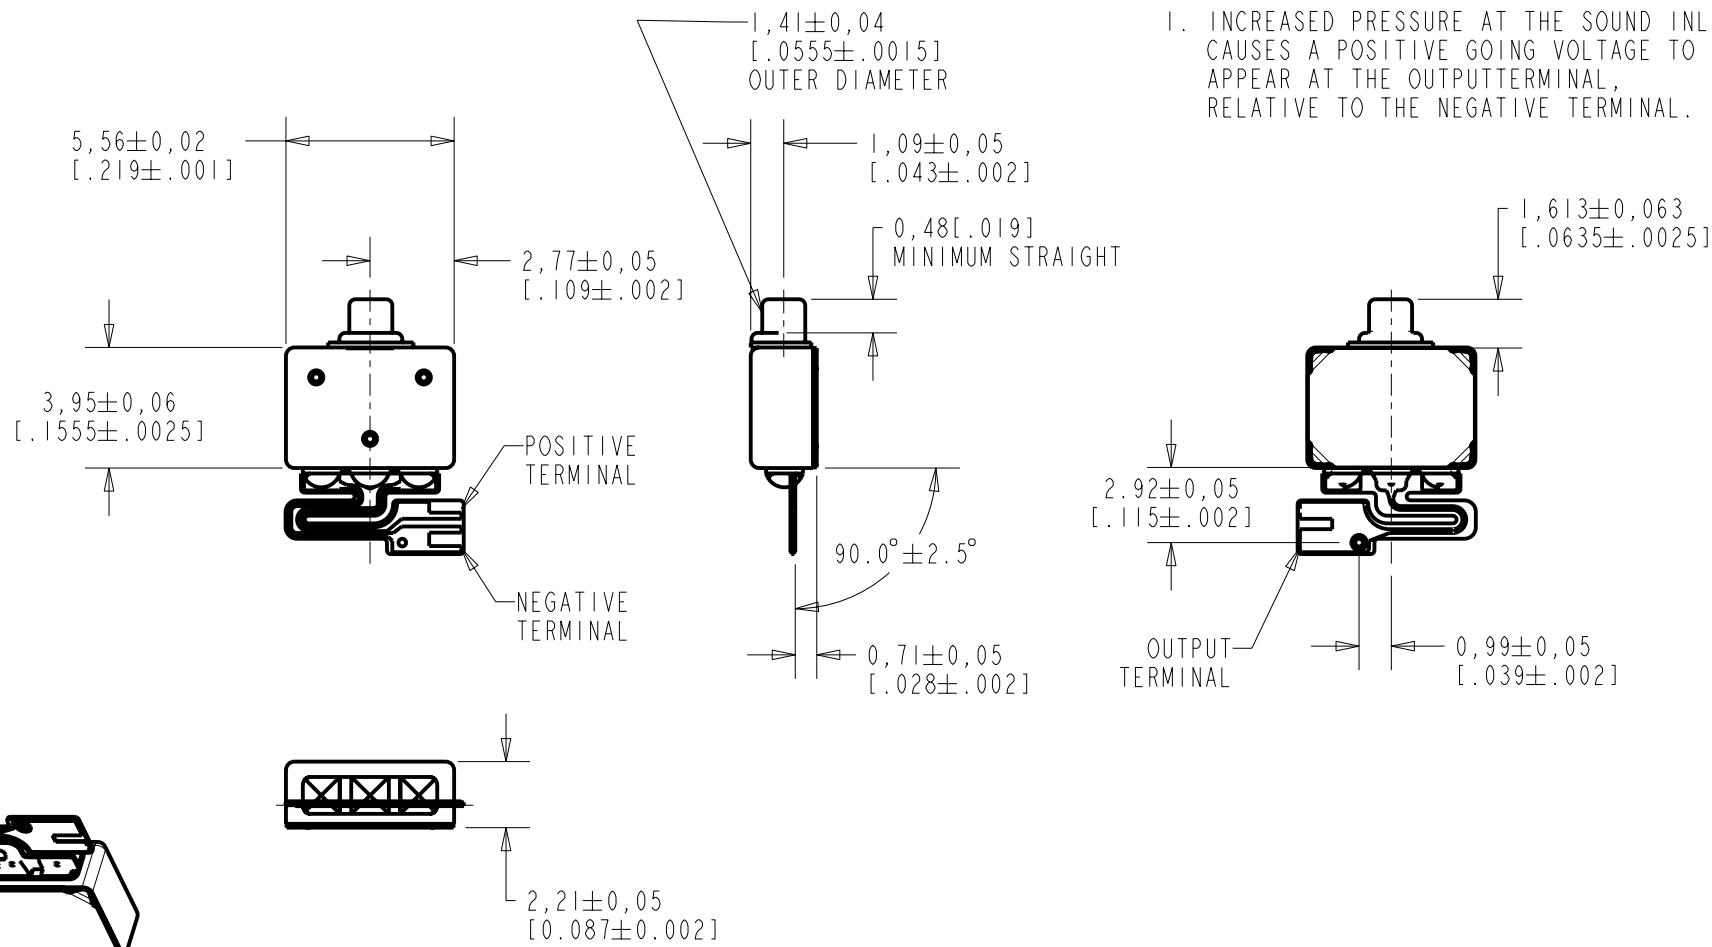 1,41±0,04
[.0555±.0015]
OUTER DIAMETER
1. INCREASED PRESSURE AT THE SOUND INL
CAUSES A POSITIVE GOING VOLTAGE TO
APPEAR AT THE OUTPUTTERMINAL,
RELATIVE TO THE NEGATIVE TERMINAL.
5,56±0,02
[.219±.001]
1,09±0,05
[.043±.002]
0,48[.019]
MINIMUM STRAIGHT
1,613±0,063
[.0635±.0025]
2,77±0,05
[.109±.002]
3,95±0,06
[.1555±.0025]
POSITIVE
TERMINAL
2.92±0,05
[.115±.002]
90.0°±2.5°
NEGATIVE
TERMINAL
OUTPUT
TERMINAL
0,71±0,05
[.028±.002]
0,99±0,05
[.039±.002]
2,21±0,05
[0.087±0.002]